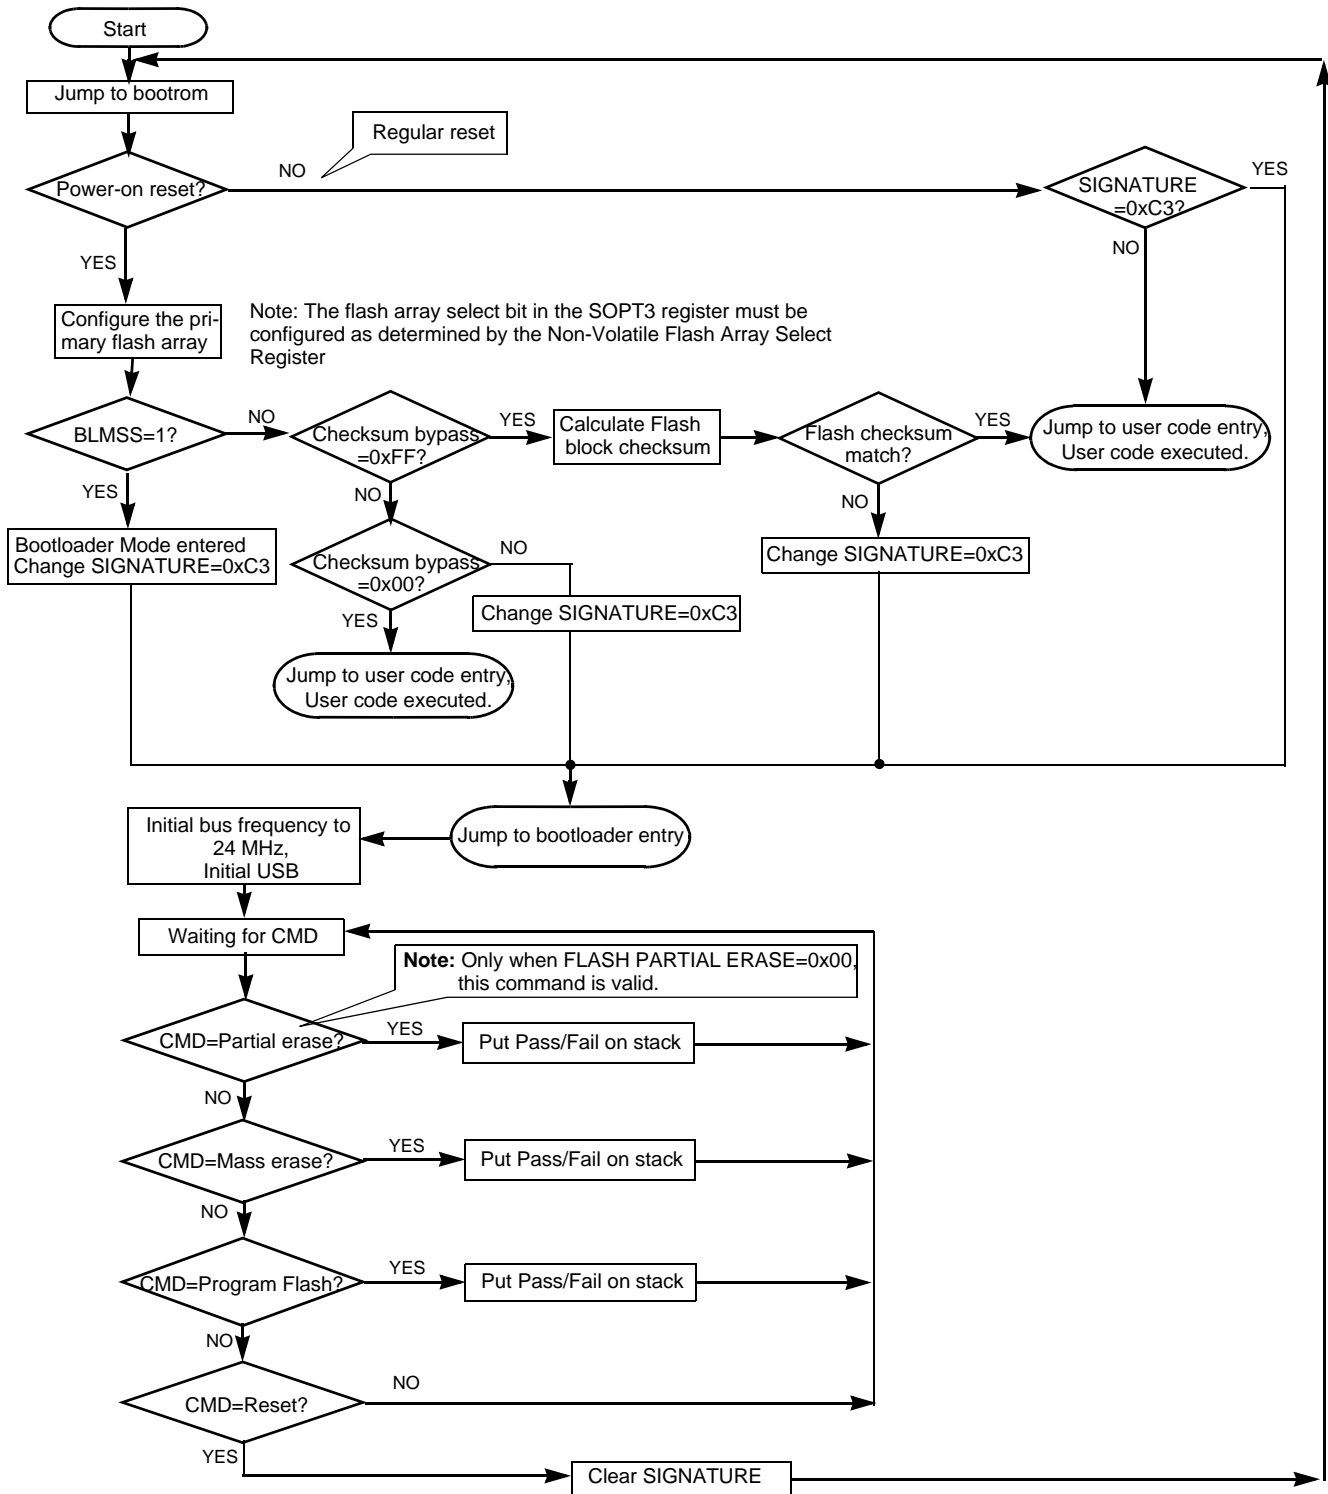 Start
Jump to bootrom
Regular reset
NO
Power-on reset?
SIGNATURE
=0xC3?
YES
NO
YES
Configure the pri-
mary flash array
Note: The flash array select bit in the SOPT3 register must be
configured as determined by the Non-Volatile Flash Array Select
Register
BLMSS=1?
NO
Checksum bypass
=0xFF?
YES
Calculate Flash
block checksum
Flash checksum
match?
YES
Jump to user code entry,
User code executed.
YES
NO
NO
Bootloader Mode entered
Change SIGNATURE=0xC3
Checksum bypass
=0x00?
NO
Change SIGNATURE=0xC3
YES
Change SIGNATURE=0xC3
Jump to user code entry,
User code executed.
Initial bus frequency to
24 MHz,
Initial USB
Jump to bootloader entry
Waiting for CMD
Note: Only when FLASH PARTIAL ERASE=0x00,
this command is valid.
CMD=Partial erase?
YES
Put Pass/Fail on stack
NO
CMD=Mass erase?
YES
Put Pass/Fail on stack
NO
CMD=Program Flash?
YES
Put Pass/Fail on stack
NO
CMD=Reset?
NO
YES
Clear SIGNATURE